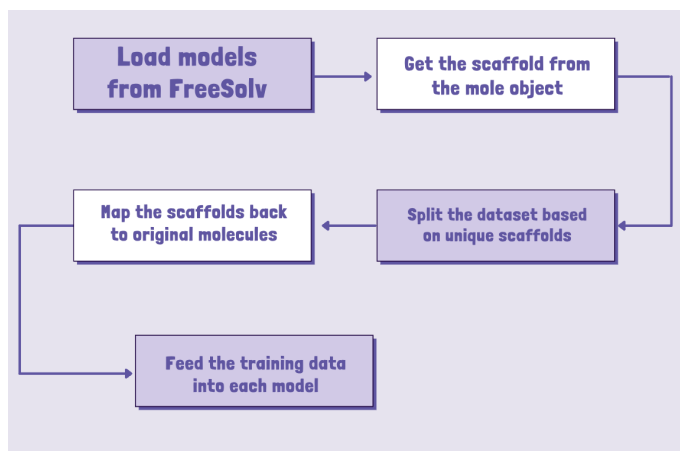 Load models
from FreeSolv
Get the scaffold from
the mole object
Split the dataset based
on unique scaffolds
Map the scaffolds back
to original molecules
Feed the training data
into each model